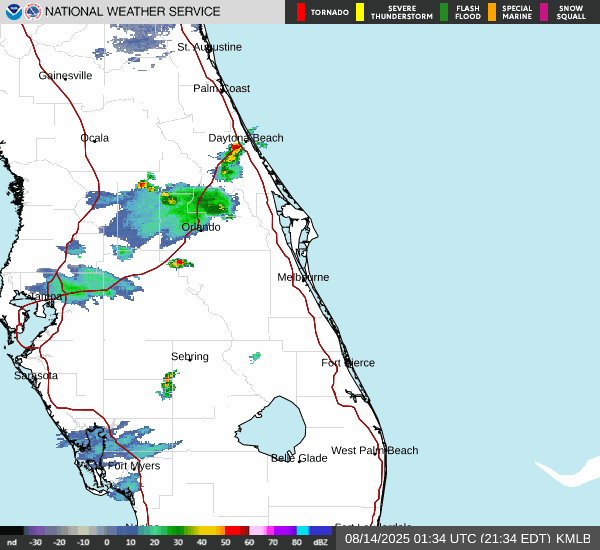 NATIONAL WEATHER SERVICE
TORNADO
SEVERE THUNDERSTORM
FLASH FLOOD
SPECIAL MARINE
SNOW SQUALL
St. Augustine
Gainesville
Palm Coast
Ocala
Daytona Beach
Orlando
Melbourne
Tampa
Sebring
Fort Pierce
Sarasota
West Palm Beach
Belle Glade
Fort Myers
nd -30 -20 -10 0 10 20 30 40 50 60 70 80 dBZ
08/14/2025 01:34 UTC (21:34 EDT) KMLB